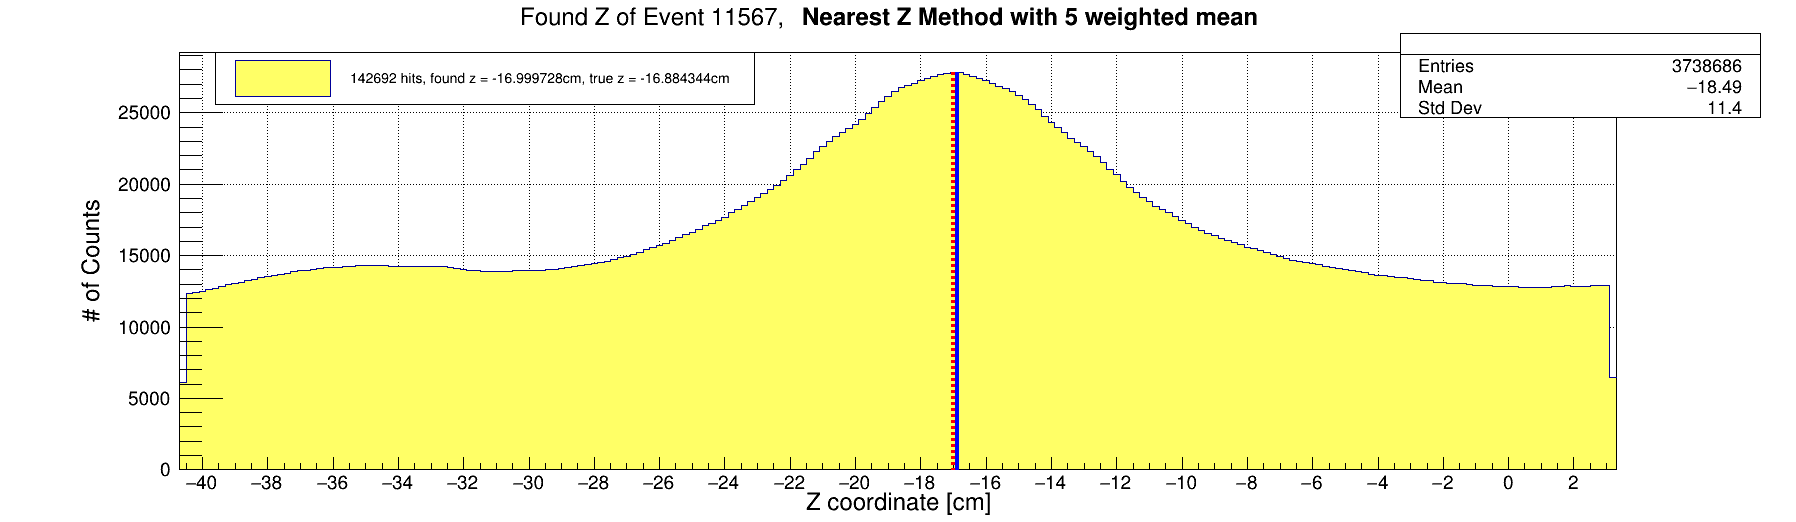 Found Z of Event 11567, Nearest Z Method with 5 weighted mean
142692 hits, found z = -16.999728cm, true z = -16.884344cm
Entries 3738686
Mean −18.49
Std Dev 11.4
# of Counts
25000
20000
15000
10000
5000
0
−40 −38 −36 −34 −32 −30 −28 −26 −24 −22 −20 −18 −16 −14 −12 −10 −8 −6 −4 −2 0 2
Z coordinate [cm]